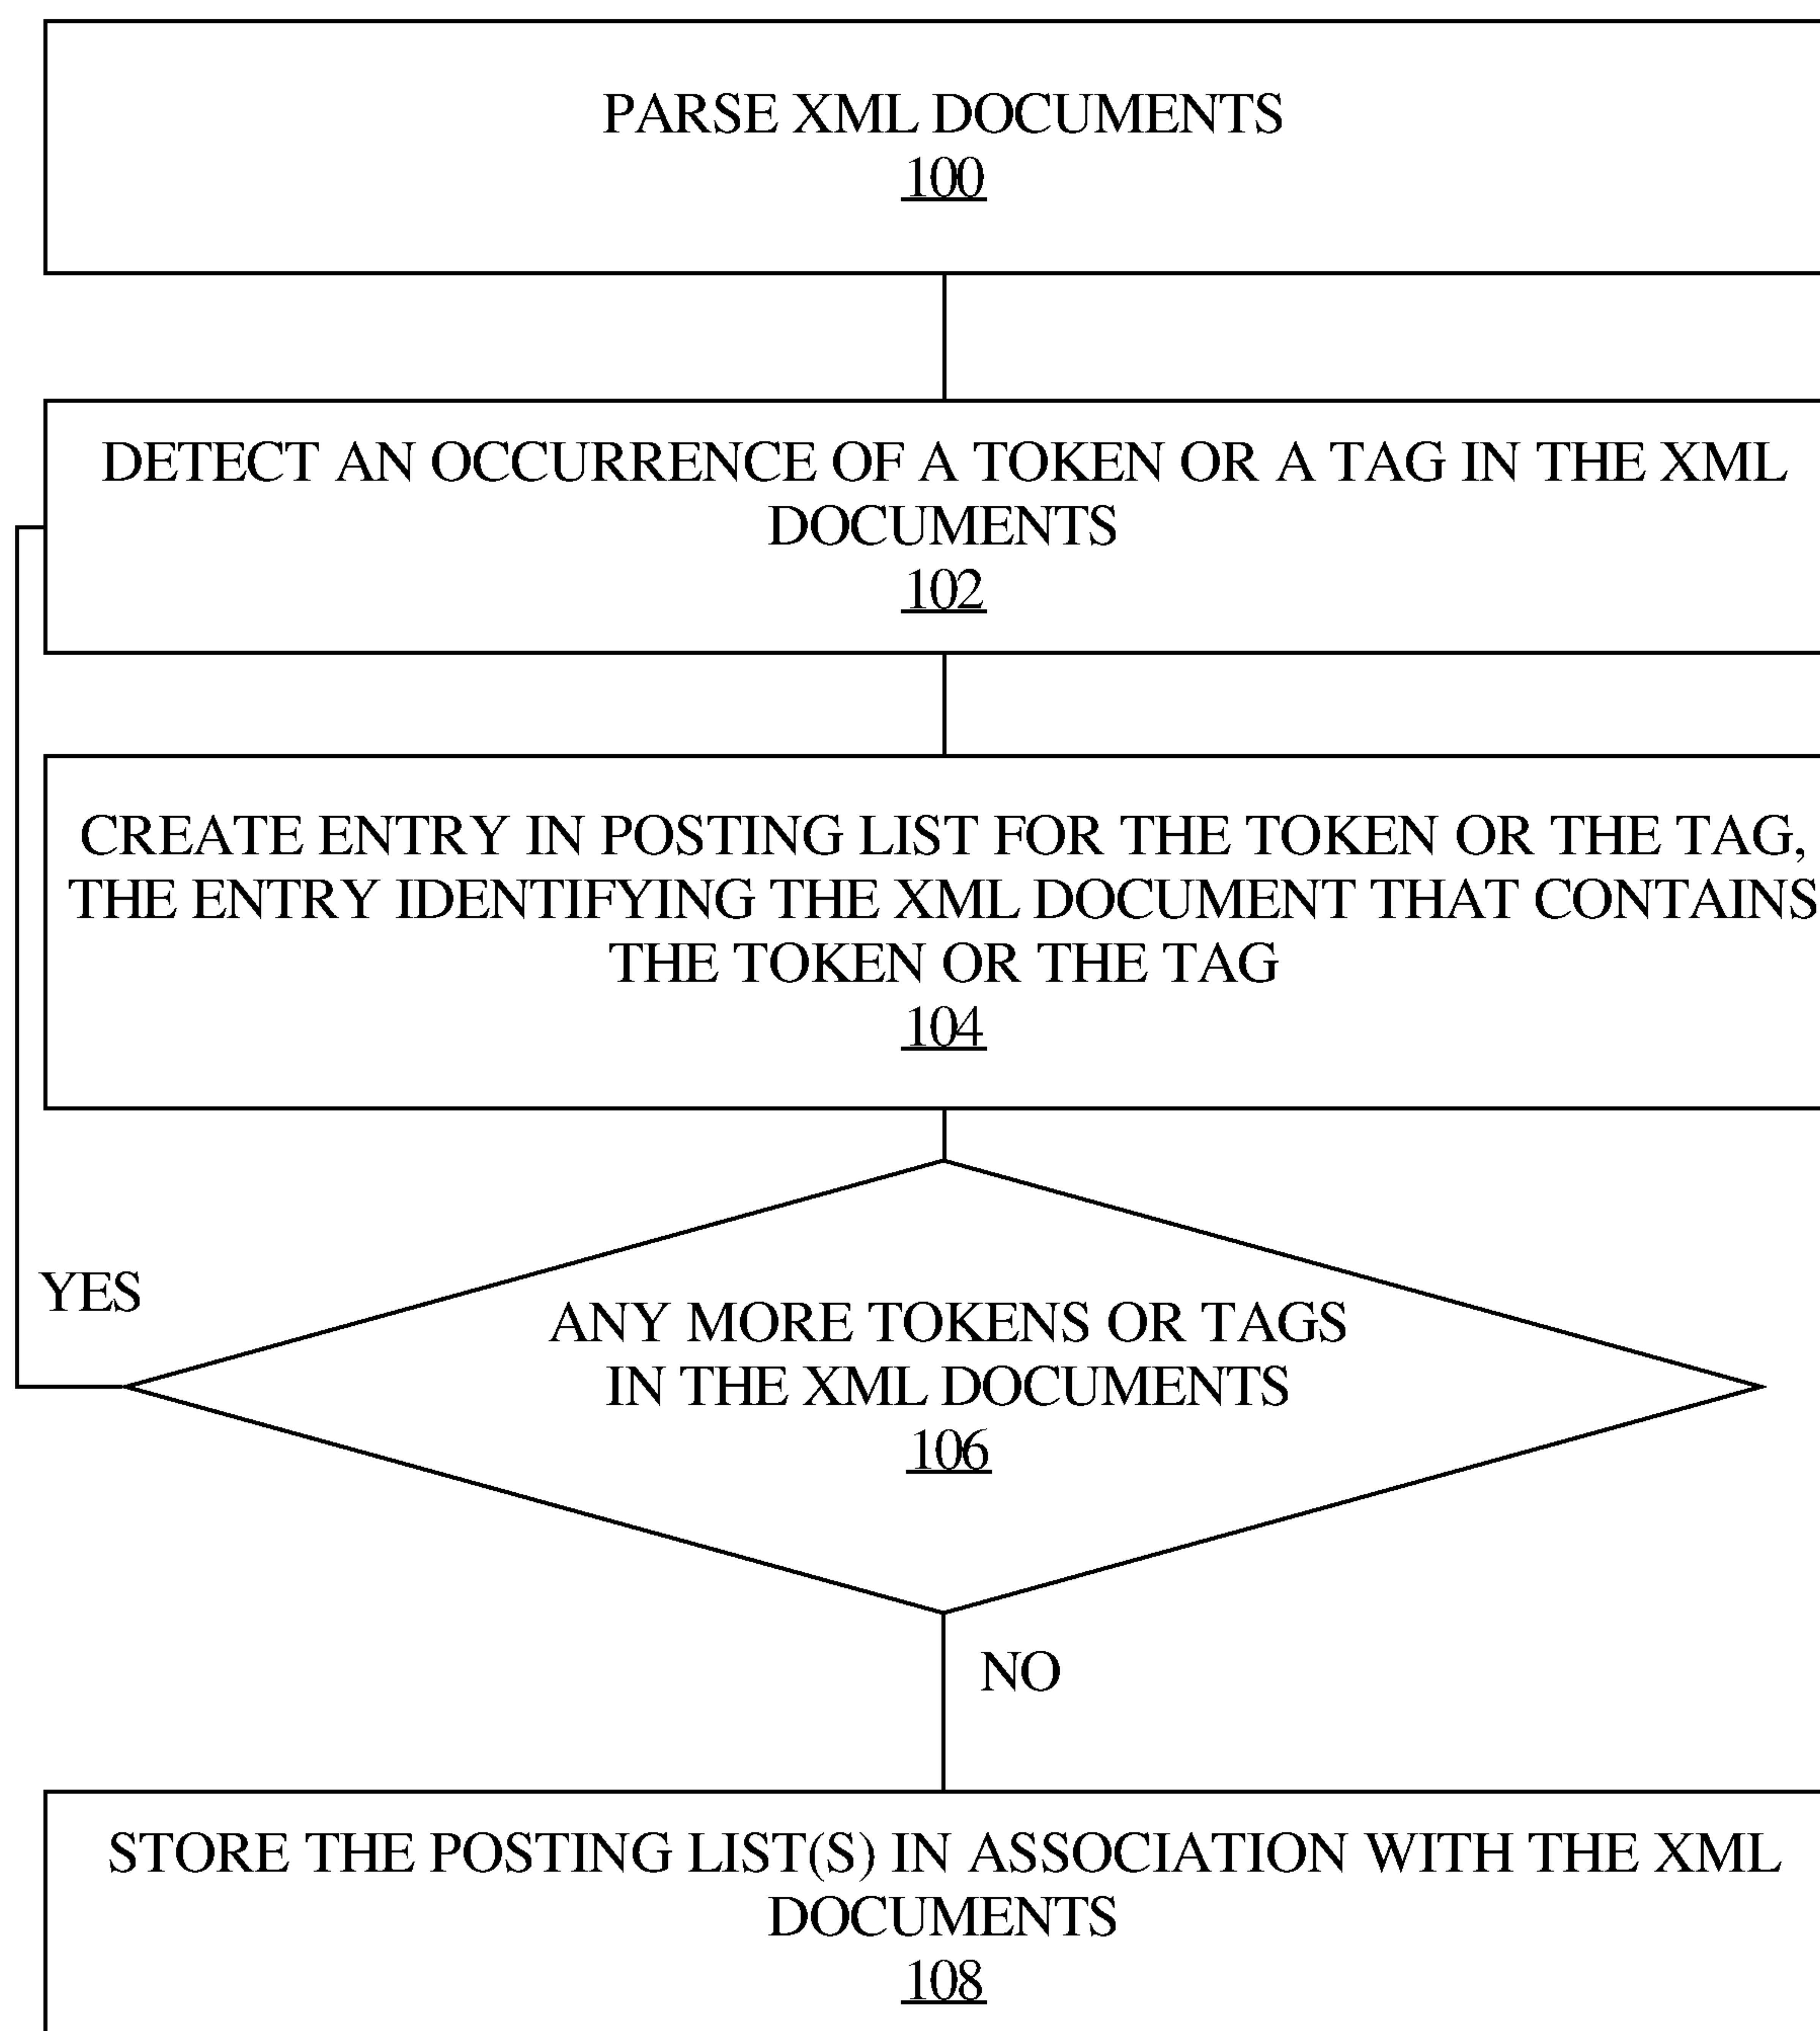 PARSE XML DOCUMENTS
100
DETECT AN OCCURRENCE OF A TOKEN OR A TAG IN THE XML
DOCUMENTS
102
CREATE ENTRY IN POSTING LIST FOR THE TOKEN OR THE TAG,
THE ENTRY IDENTIFYING THE XML DOCUMENT THAT CONTAINS
THE TOKEN OR THE TAG
104
YES
ANY MORE TOKENS OR TAGS
IN THE XML DOCUMENTS
106
NO
STORE THE POSTING LIST(S) IN ASSOCIATION WITH THE XML
DOCUMENTS
108